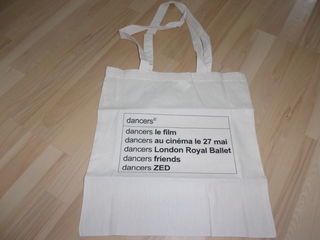 dancers®
dancers le film
dancers au cinéma le 27 mai
dancers London Royal Ballet
dancers friends
dancers ZED